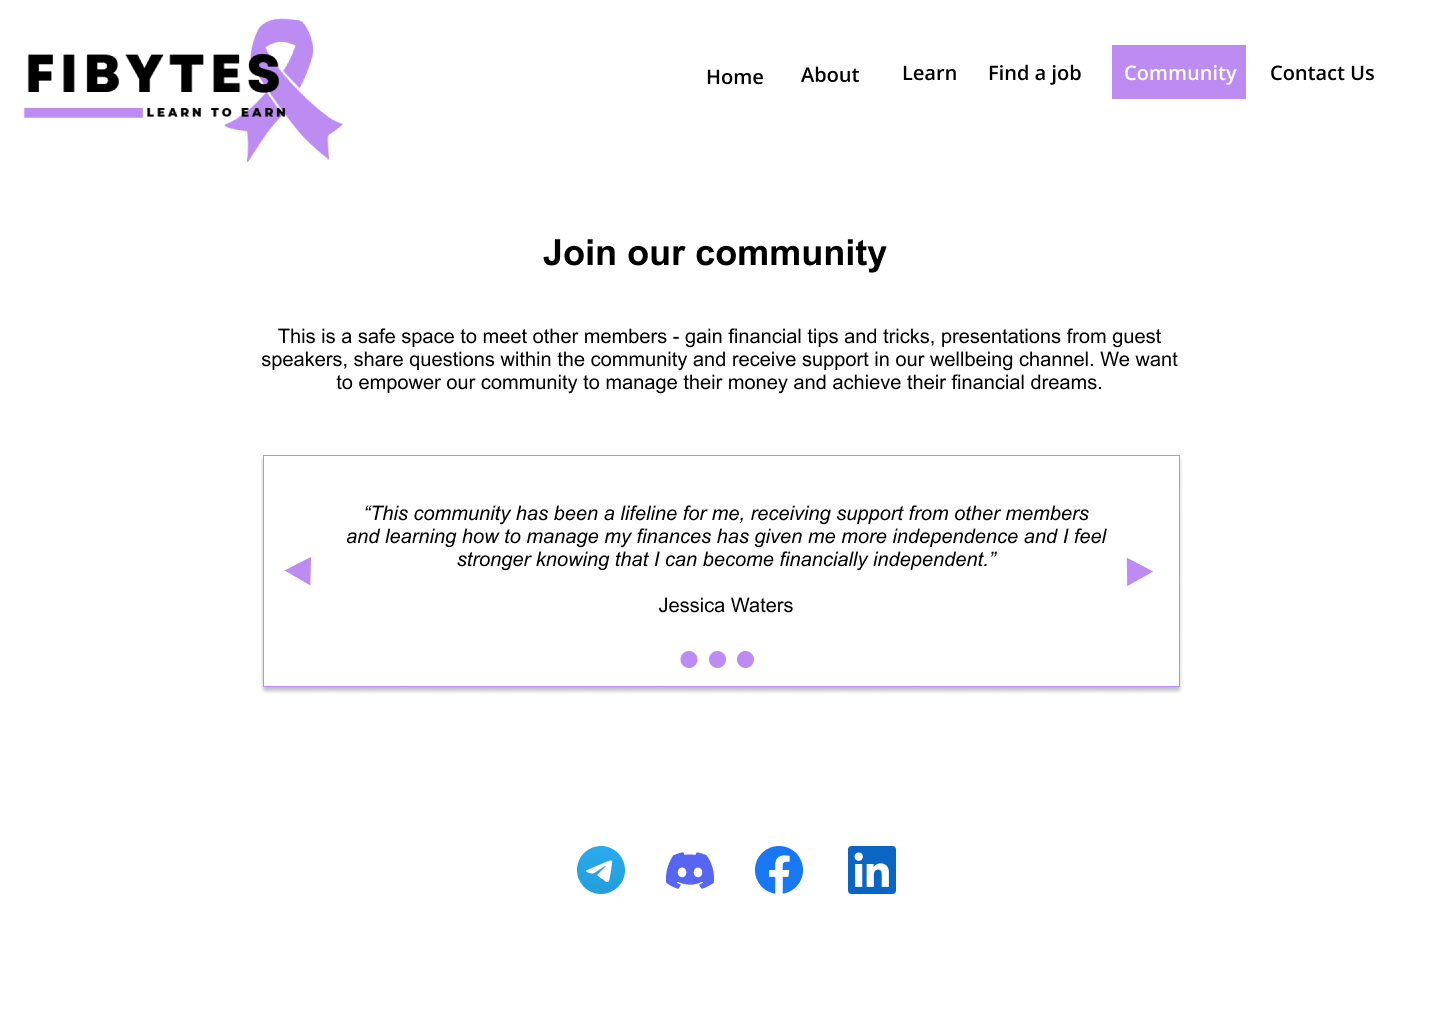 FIBYTES
LEARN TO EARN
Home About Learn Find a job Community Contact Us
Join our community
This is a safe space to meet other members - gain financial tips and tricks, presentations from guest
speakers, share questions within the community and receive support in our wellbeing channel. We want
to empower our community to manage their money and achieve their financial dreams.
“This community has been a lifeline for me, receiving support from other members
and learning how to manage my finances has given me more independence and I feel
stronger knowing that I can become financially independent.”
Jessica Waters
in